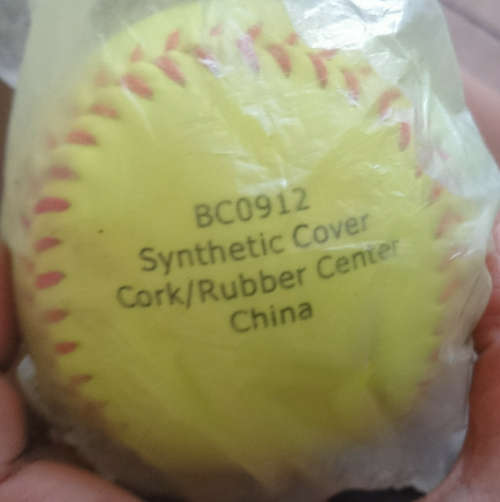 BC0912
Synthetic Cover
Cork/Rubber Center
China